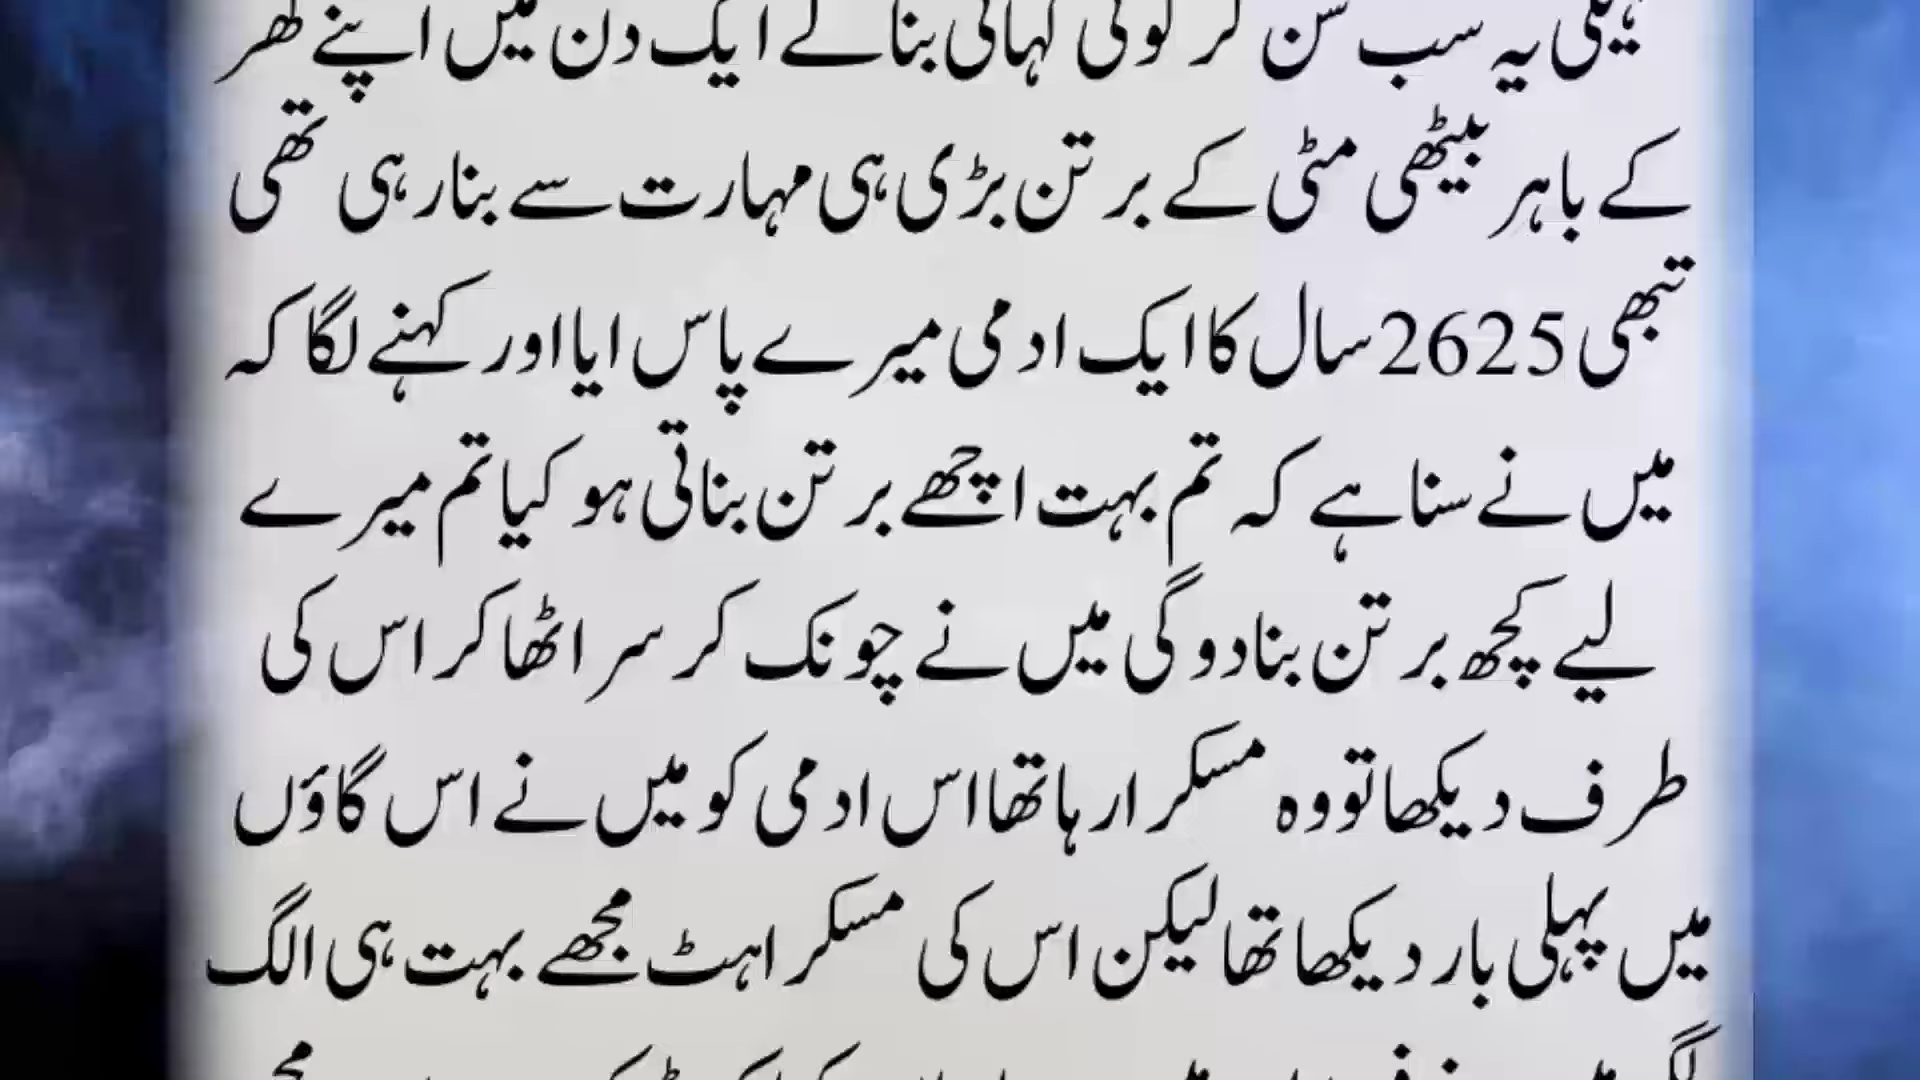 یہ سب سن کر کوئی کہانی بنالے ایک دن میں اپنے گھر
کے باہر بیٹھی مٹی کے برتن بڑی ہی مہارت سے بنا رہی تھی
تبھی 2625 سال کا ایک ادمی میرے پاس ایا اور کہنے لگا کہ
میں نے سنا ہے کہ تم بہت اچھے برتن بناتی ہو کیا تم میرے
لیے کچھ برتن بنا دو گی میں نے چونک کر سر اٹھا کر اس کی
طرف دیکھا تو وہ مسکرا رہا تھا اس ادمی کو میں نے اس گاؤں
میں پہلی بار دیکھا تھا لیکن اس کی مسکراہٹ مجھے بہت ہی الگ